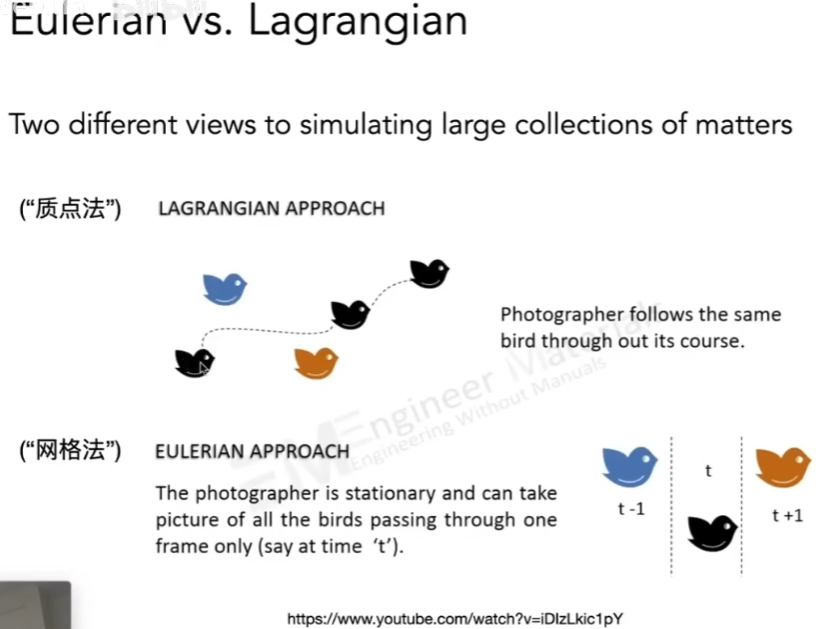 Eulerian vs. Lagrangian
Two different views to simulating large collections of matters
(“质点法”) LAGRANGIAN APPROACH
Photographer follows the same
bird through out its course.
Engineer Materials
Engineering Without Manuals
(“网格法”) EULERIAN APPROACH
The photographer is stationary and can take
picture of all the birds passing through one
frame only (say at time ‘t’).
t
t -1
t +1
https://www.youtube.com/watch?v=iDIzLkic1pY